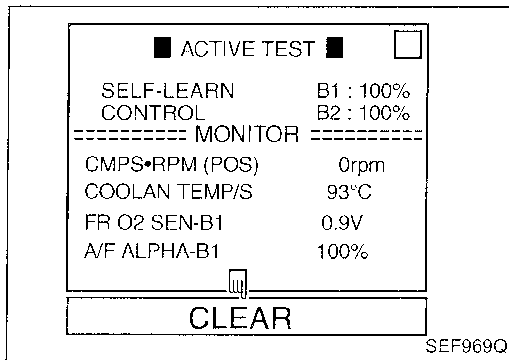 ACTIVE TEST
SELF-LEARN B1 : 100%
CONTROL B2 : 100%
========= MONITOR =========
CMPS•RPM (POS) 0rpm
COOLAN TEMP/S 93°C
FR O2 SEN-B1 0.9V
A/F ALPHA-B1 100%
CLEAR
SEF969Q